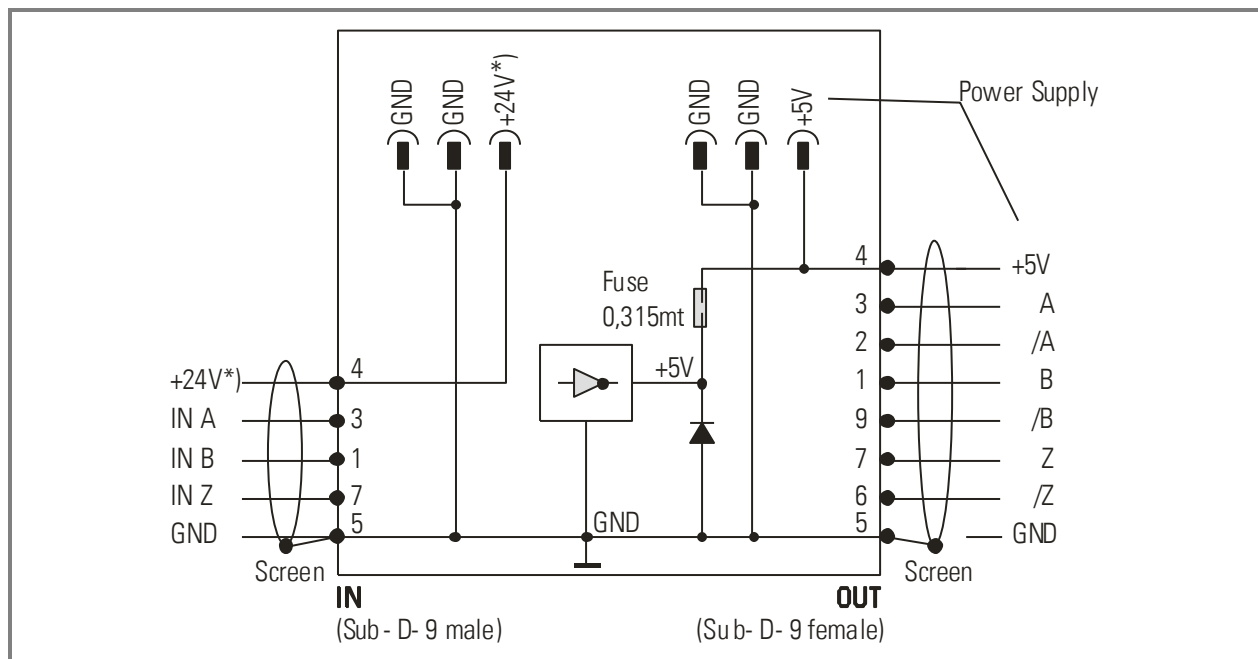 GND
GND
+24V*)
GND
GND
+5V
Power Supply
Fuse
0,315mt
+5V
GND
+24V*)
IN A
IN B
IN Z
GND
Screen
4
3
1
7
5
4
3
2
1
9
7
6
5
+5V
A
/A
B
/B
Z
/Z
GND
Screen
IN
(Sub-D-9 male)
OUT
(Sub-D-9 female)